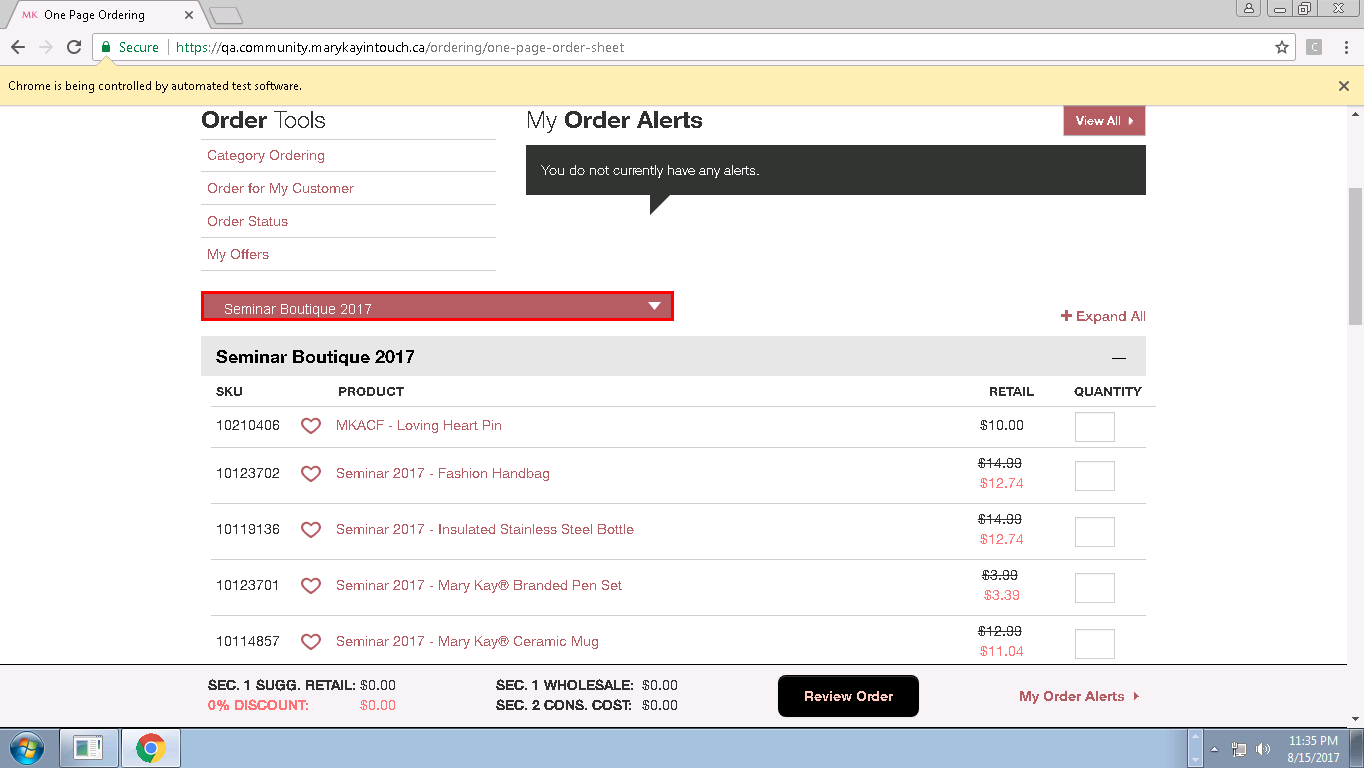 MK One Page Ordering
Secure https://qa.community.marykayintouch.ca/ordering/one-page-order-sheet
C
Chrome is being controlled by automated test software.
Order Tools
My Order Alerts
View All
Category Ordering
You do not currently have any alerts.
Order for My Customer
Order Status
My Offers
Seminar Boutique 2017
+ Expand All
Seminar Boutique 2017
SKU PRODUCT RETAIL QUANTITY
10210406 MKACF - Loving Heart Pin $10.00
$14.99
10123702 Seminar 2017 - Fashion Handbag
$12.74
$14.99
10119136 Seminar 2017 - Insulated Stainless Steel Bottle
$12.74
$3.99
10123701 Seminar 2017 - Mary Kay® Branded Pen Set
$3.39
$12.99
10114857 Seminar 2017 - Mary Kay® Ceramic Mug
$11.04
SEC. 1 SUGG. RETAIL: $0.00 SEC. 1 WHOLESALE: $0.00
0% DISCOUNT: $0.00 SEC. 2 CONS. COST: $0.00
Review Order
My Order Alerts
11:35 PM
8/15/2017